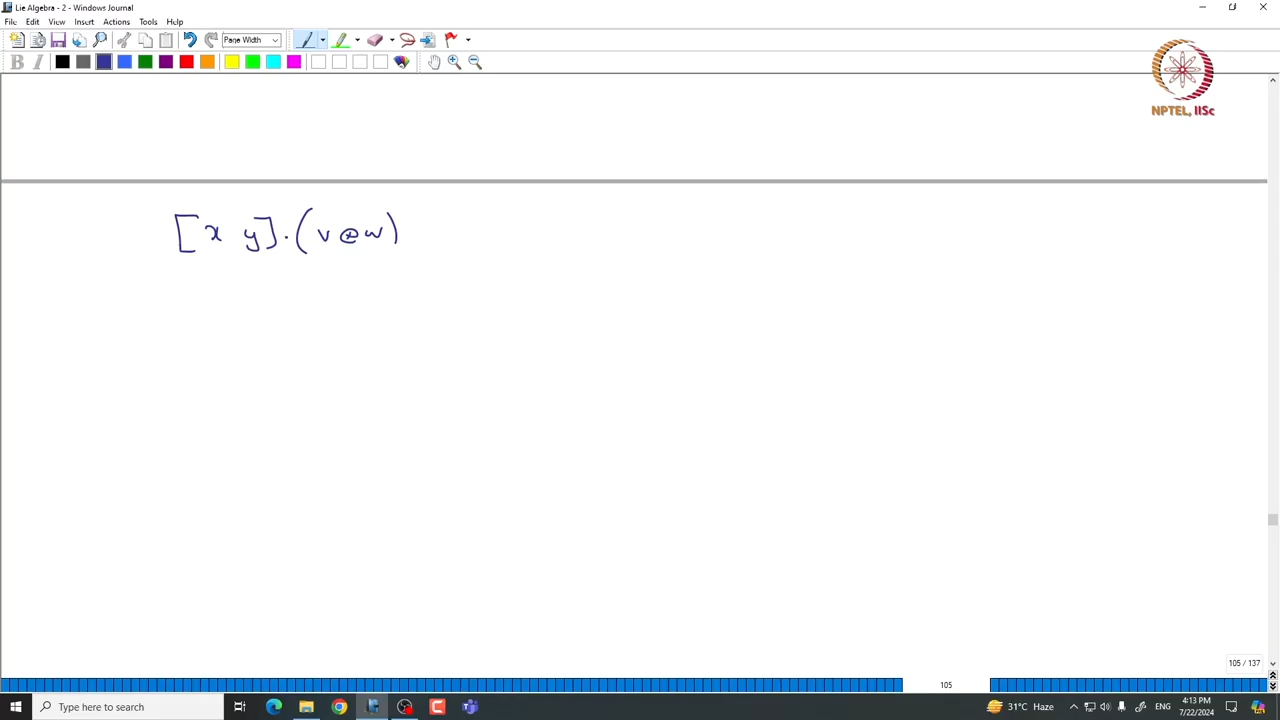 Lie Algebra - 2 - Windows Journal
File Edit View Insert Actions Tools Help
Page Width
B I
NPTEL, IISc
[x y].(v⊕w)
105 / 137
105
Type here to search
31°C Haze
ENG
4:13 PM
7/22/2024